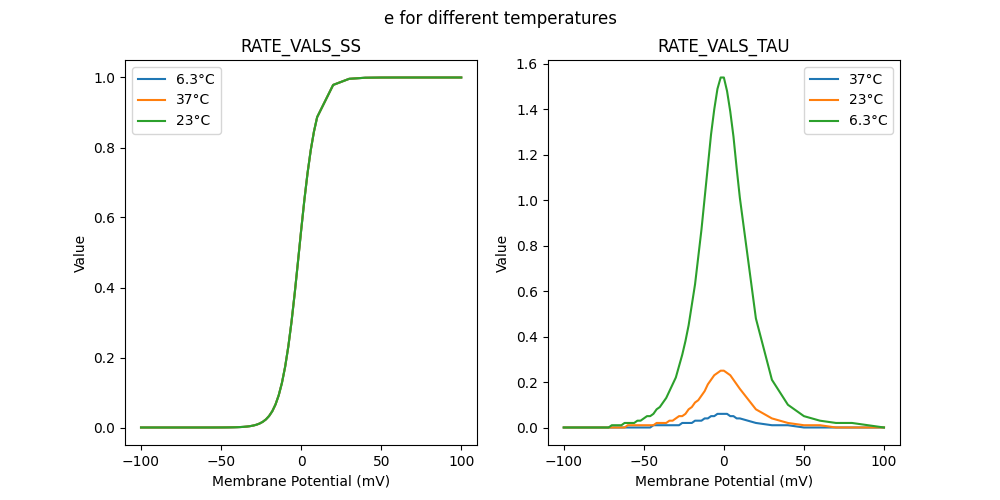 e for different temperatures
RATE_VALS_SS
RATE_VALS_TAU
1.0
0.8
0.6
0.4
0.2
0.0
Value
6.3°C
37°C
23°C
−100
−50
0
50
100
Membrane Potential (mV)
1.6
1.4
1.2
1.0
0.8
0.6
0.4
0.2
0.0
Value
37°C
23°C
6.3°C
−100
−50
0
50
100
Membrane Potential (mV)